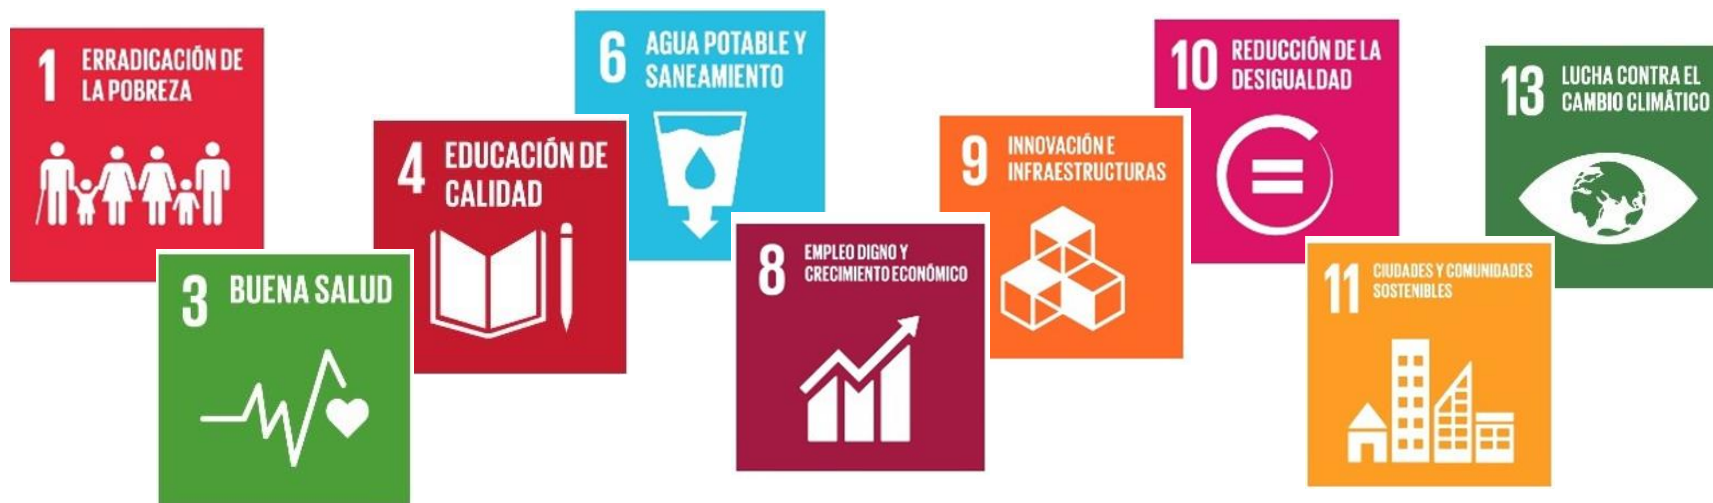 1 ERRADICACIÓN DE
LA POBREZA
3 BUENA SALUD
4 EDUCACIÓN DE
CALIDAD
6 AGUA POTABLE Y
SANEAMIENTO
8 EMPLEO DIGNO Y
CRECIMIENTO ECONÓMICO
9 INNOVACIÓN E
INFRAESTRUCTURAS
10 REDUCCIÓN DE LA
DESIGUALDAD
11 CIUDADES Y COMUNIDADES
SOSTENIBLES
13 LUCHA CONTRA EL
CAMBIO CLIMÁTICO